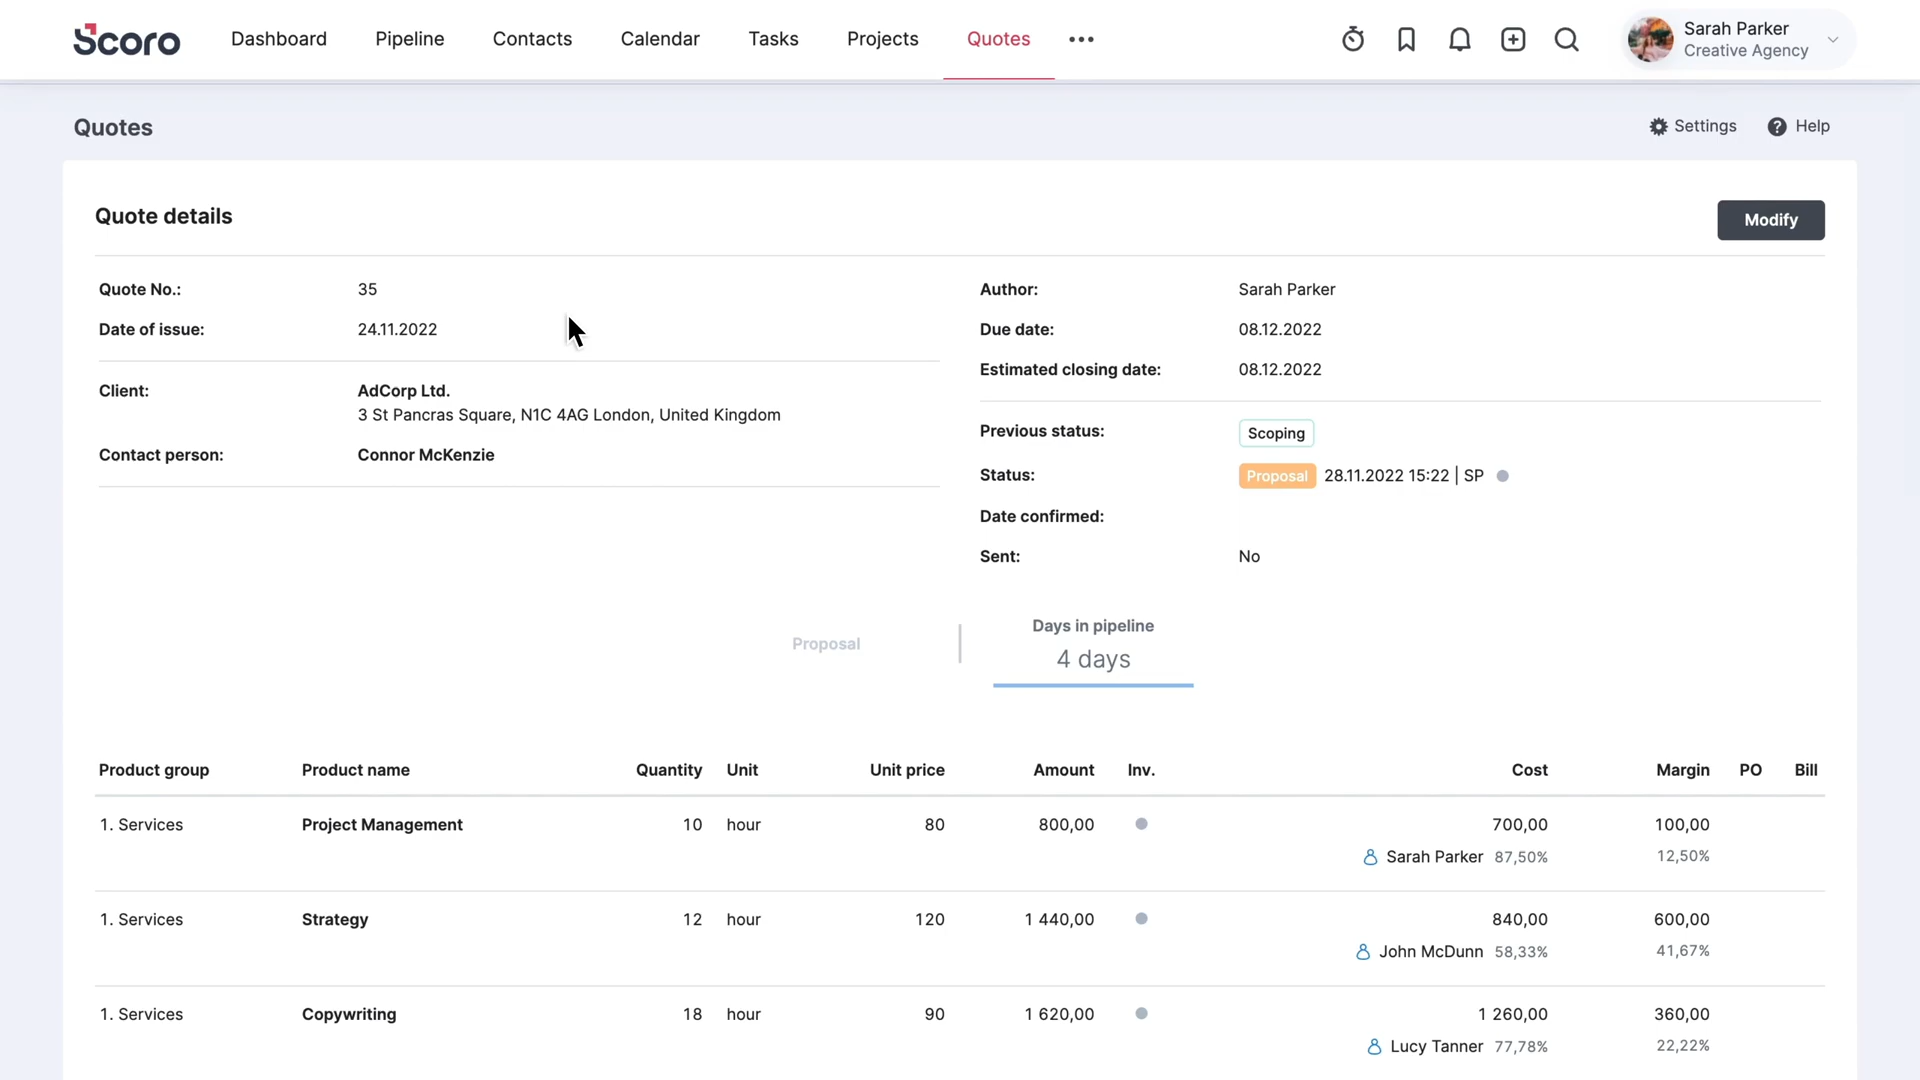 Scoro Dashboard Pipeline Contacts Calendar Tasks Projects Quotes Sarah Parker
Creative Agency
Quotes Settings Help
Quote details Modify
Quote No.: 35
Date of issue: 24.11.2022
Client: AdCorp Ltd.
3 St Pancras Square, N1C 4AG London, United Kingdom
Contact person: Connor McKenzie
Author: Sarah Parker
Due date: 08.12.2022
Estimated closing date: 08.12.2022
Previous status: Scoping
Status: Proposal 28.11.2022 15:22 | SP
Date confirmed:
Sent: No
Proposal
Days in pipeline
4 days
Product group Product name Quantity Unit Unit price Amount Inv. Cost Margin PO Bill
1. Services Project Management 10 hour 80 800,00 700,00 100,00
Sarah Parker 87,50% 12,50%
1. Services Strategy 12 hour 120 1 440,00 840,00 600,00
John McDunn 58,33% 41,67%
1. Services Copywriting 18 hour 90 1 620,00 1 260,00 360,00
Lucy Tanner 77,78% 22,22%